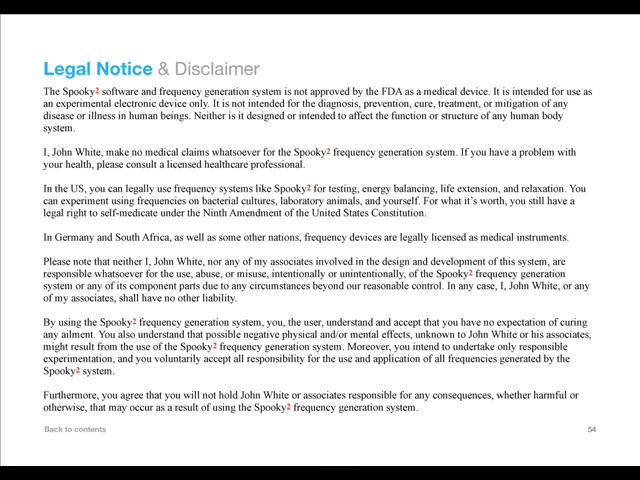 Legal Notice & Disclaimer
The Spooky² software and frequency generation system is not approved by the FDA as a medical device. It is intended for use as
an experimental electronic device only. It is not intended for the diagnosis, prevention, cure, treatment, or mitigation of any
disease or illness in human beings. Neither is it designed or intended to affect the function or structure of any human body
system.
I, John White, make no medical claims whatsoever for the Spooky² frequency generation system. If you have a problem with
your health, please consult a licensed healthcare professional.
In the US, you can legally use frequency systems like Spooky² for testing, energy balancing, life extension, and relaxation. You
can experiment using frequencies on bacterial cultures, laboratory animals, and yourself. For what it’s worth, you still have a
legal right to self-medicate under the Ninth Amendment of the United States Constitution.
In Germany and South Africa, as well as some other nations, frequency devices are legally licensed as medical instruments.
Please note that neither I, John White, nor any of my associates involved in the design and development of this system, are
responsible whatsoever for the use, abuse, or misuse, intentionally or unintentionally, of the Spooky² frequency generation
system or any of its component parts due to any circumstances beyond our reasonable control. In any case, I, John White, or any
of my associates, shall have no other liability.
By using the Spooky² frequency generation system, you, the user, understand and accept that you have no expectation of curing
any ailment. You also understand that possible negative physical and/or mental effects, unknown to John White or his associates,
might result from the use of the Spooky² frequency generation system. Moreover, you intend to undertake only responsible
experimentation, and you voluntarily accept all responsibility for the use and application of all frequencies generated by the
Spooky² system.
Furthermore, you agree that you will not hold John White or associates responsible for any consequences, whether harmful or
otherwise, that may occur as a result of using the Spooky² frequency generation system.
Back to contents
54